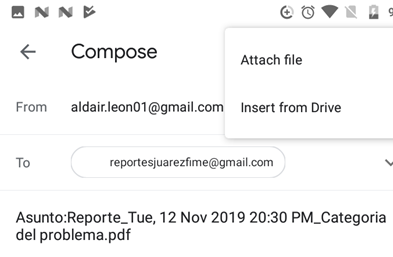 9
Compose
Attach file
From aldair.leon01@gmail.com
Insert from Drive
To reportesjuarezfime@gmail.com
Asunto:Reporte_Tue, 12 Nov 2019 20:30 PM_Categoria
del problema.pdf